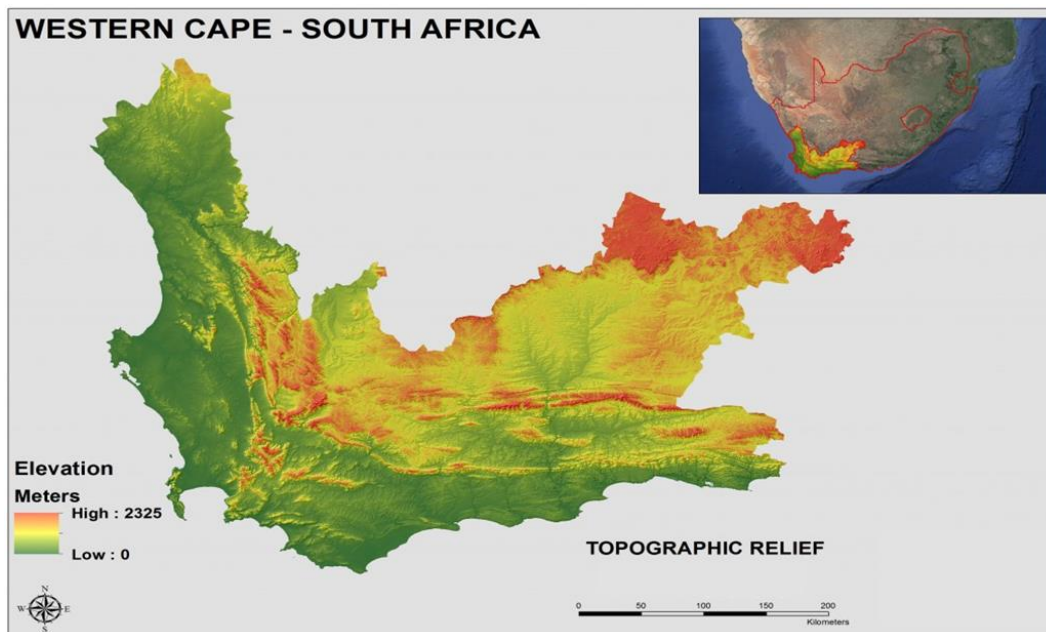 WESTERN CAPE - SOUTH AFRICA
Elevation
Meters
High : 2325
Low : 0
TOPOGRAPHIC RELIEF
N
W E
S
0 50 100 150 200
Kilometers